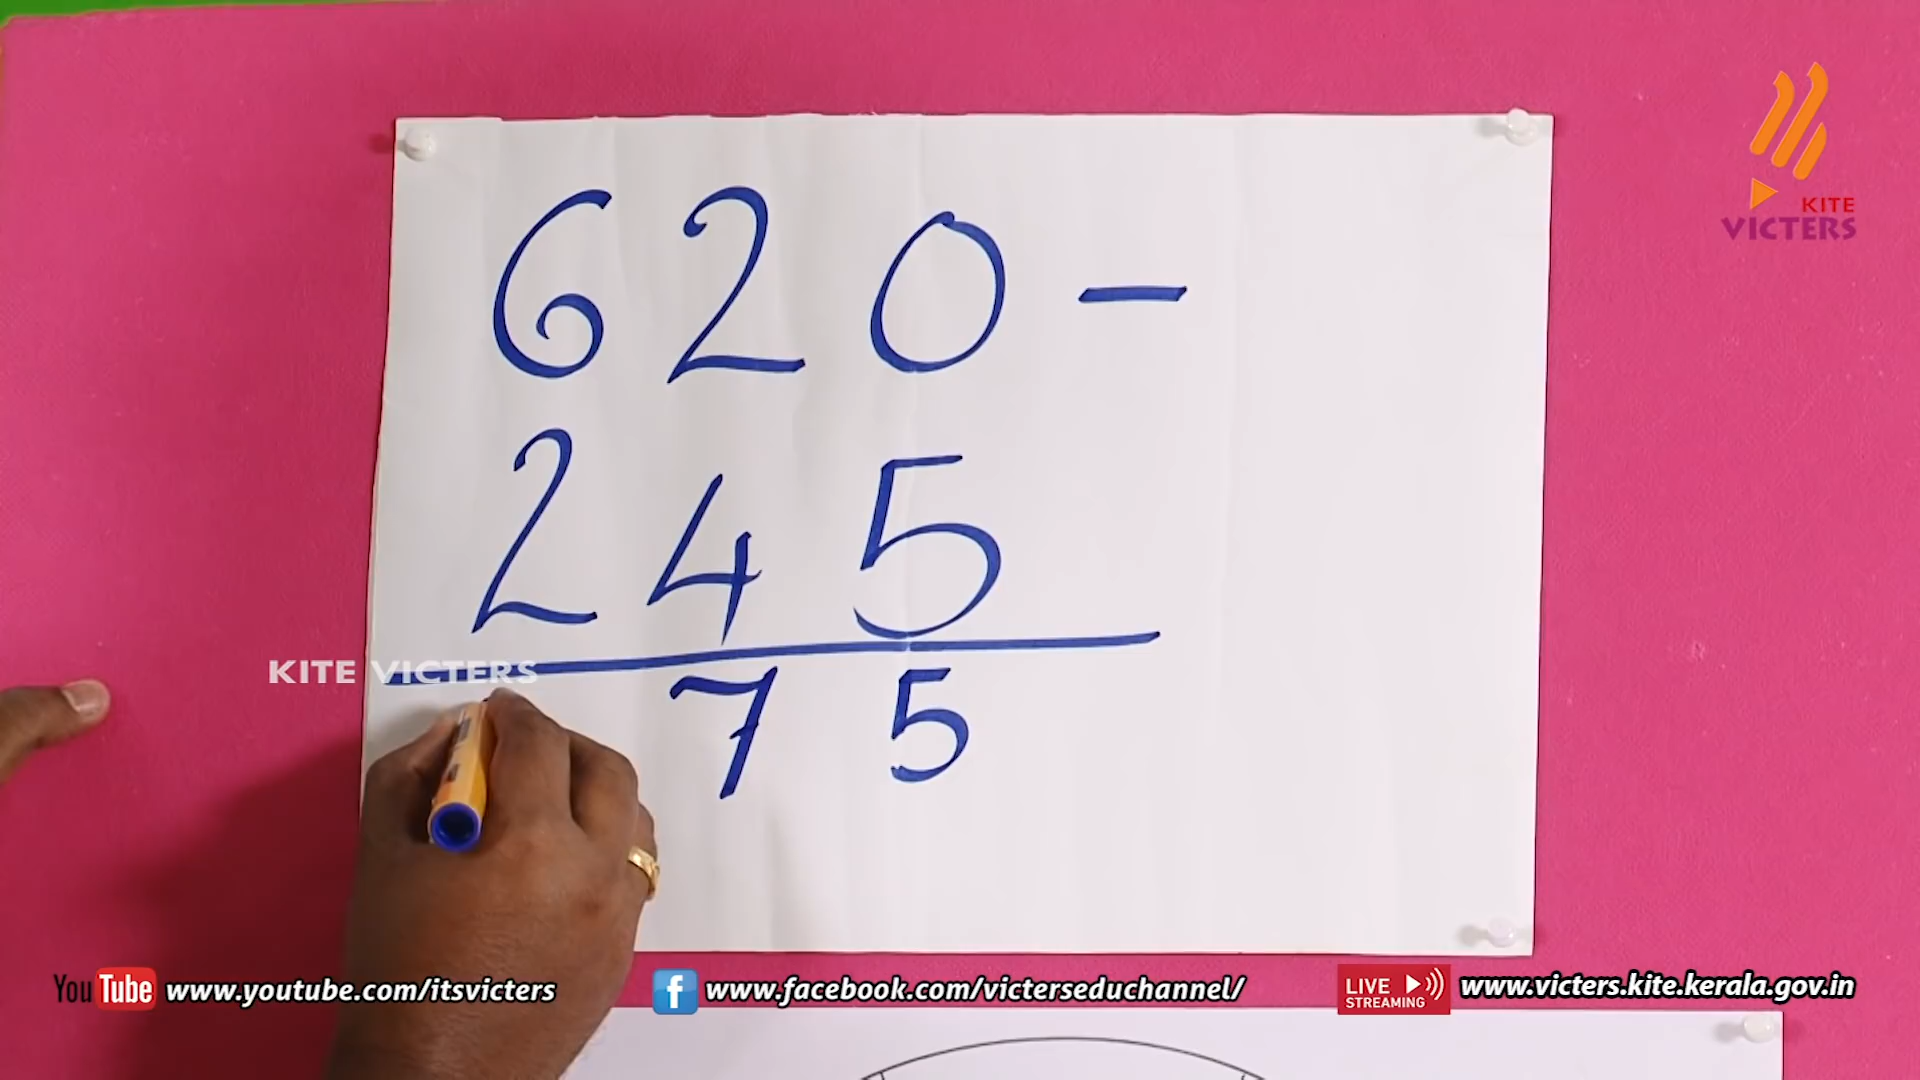 KITE
VICTERS
620-
245
KITE VICTERS
75
YouTube www.youtube.com/itsvicters
f www.facebook.com/victerseduchannel/
LIVE STREAMING www.victers.kite.kerala.gov.in